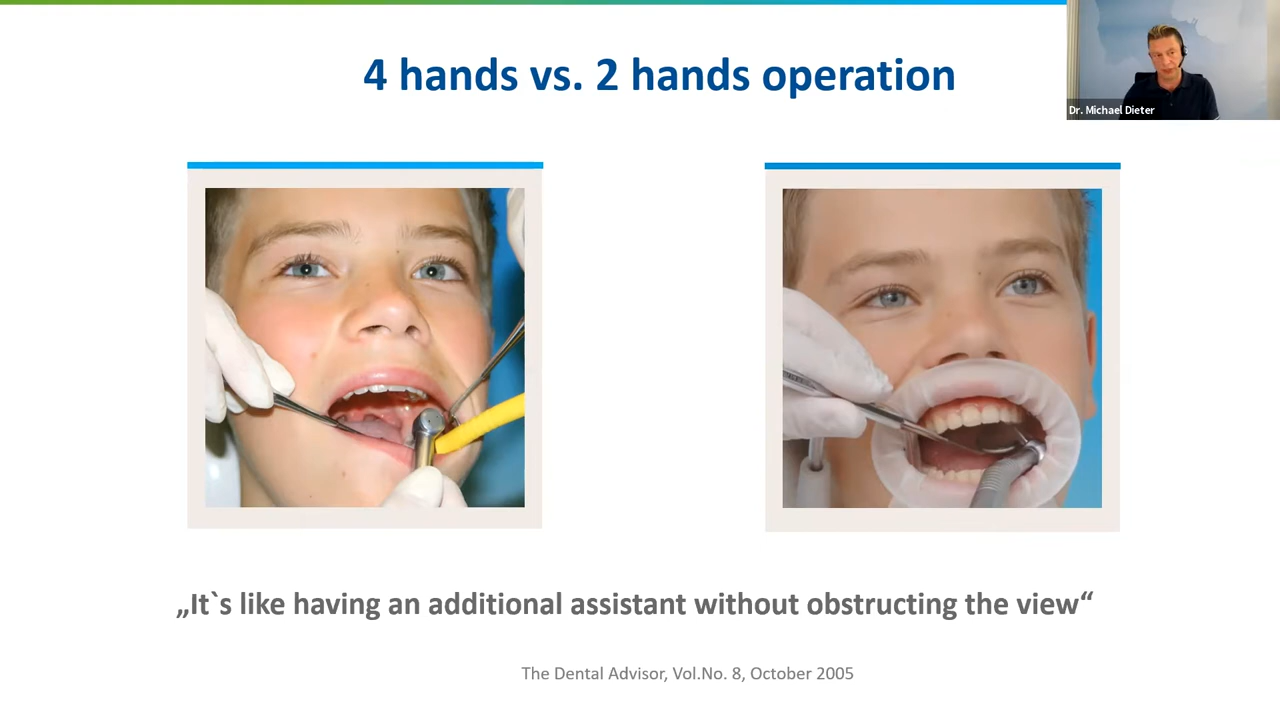 4 hands vs. 2 hands operation
Dr. Michael Dieter
„It`s like having an additional assistant without obstructing the view“
The Dental Advisor, Vol.No. 8, October 2005